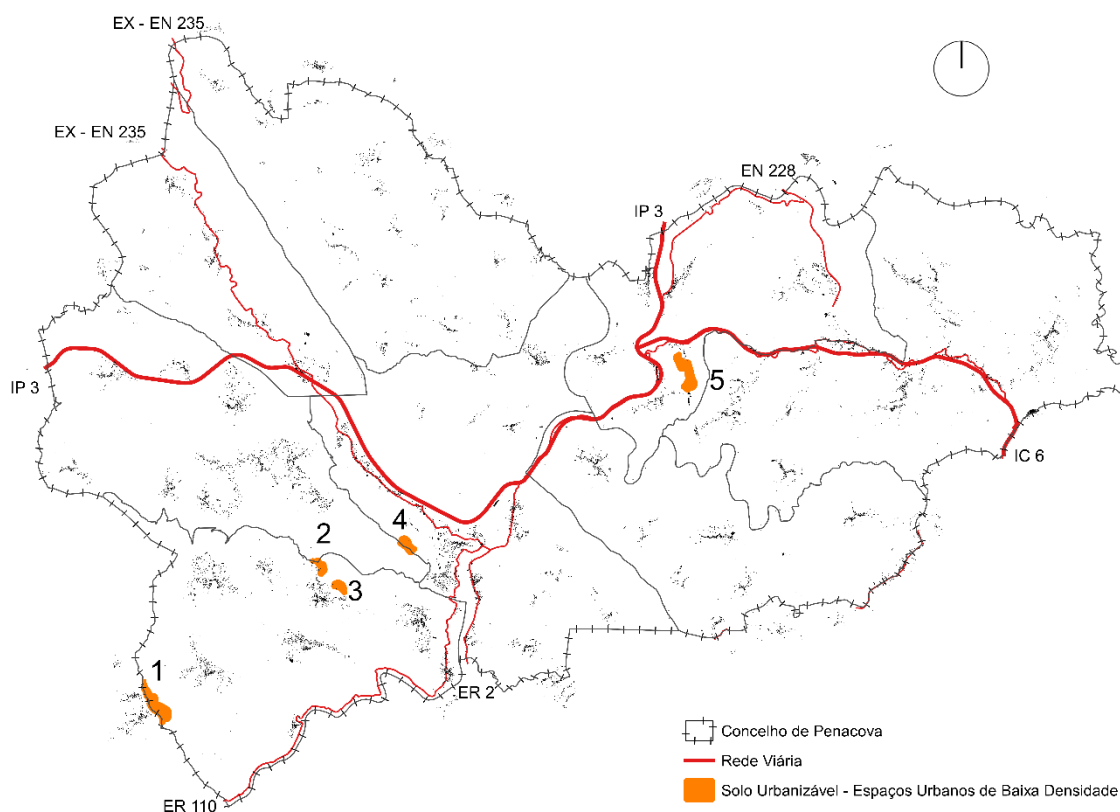 EX - EN 235
EX - EN 235
EN 228
IP 3
IP 3
5
IC 6
2
4
3
1
ER 2
ER 110
Concelho de Penacova
Rede Viária
Solo Urbanizável - Espaços Urbanos de Baixa Densidade